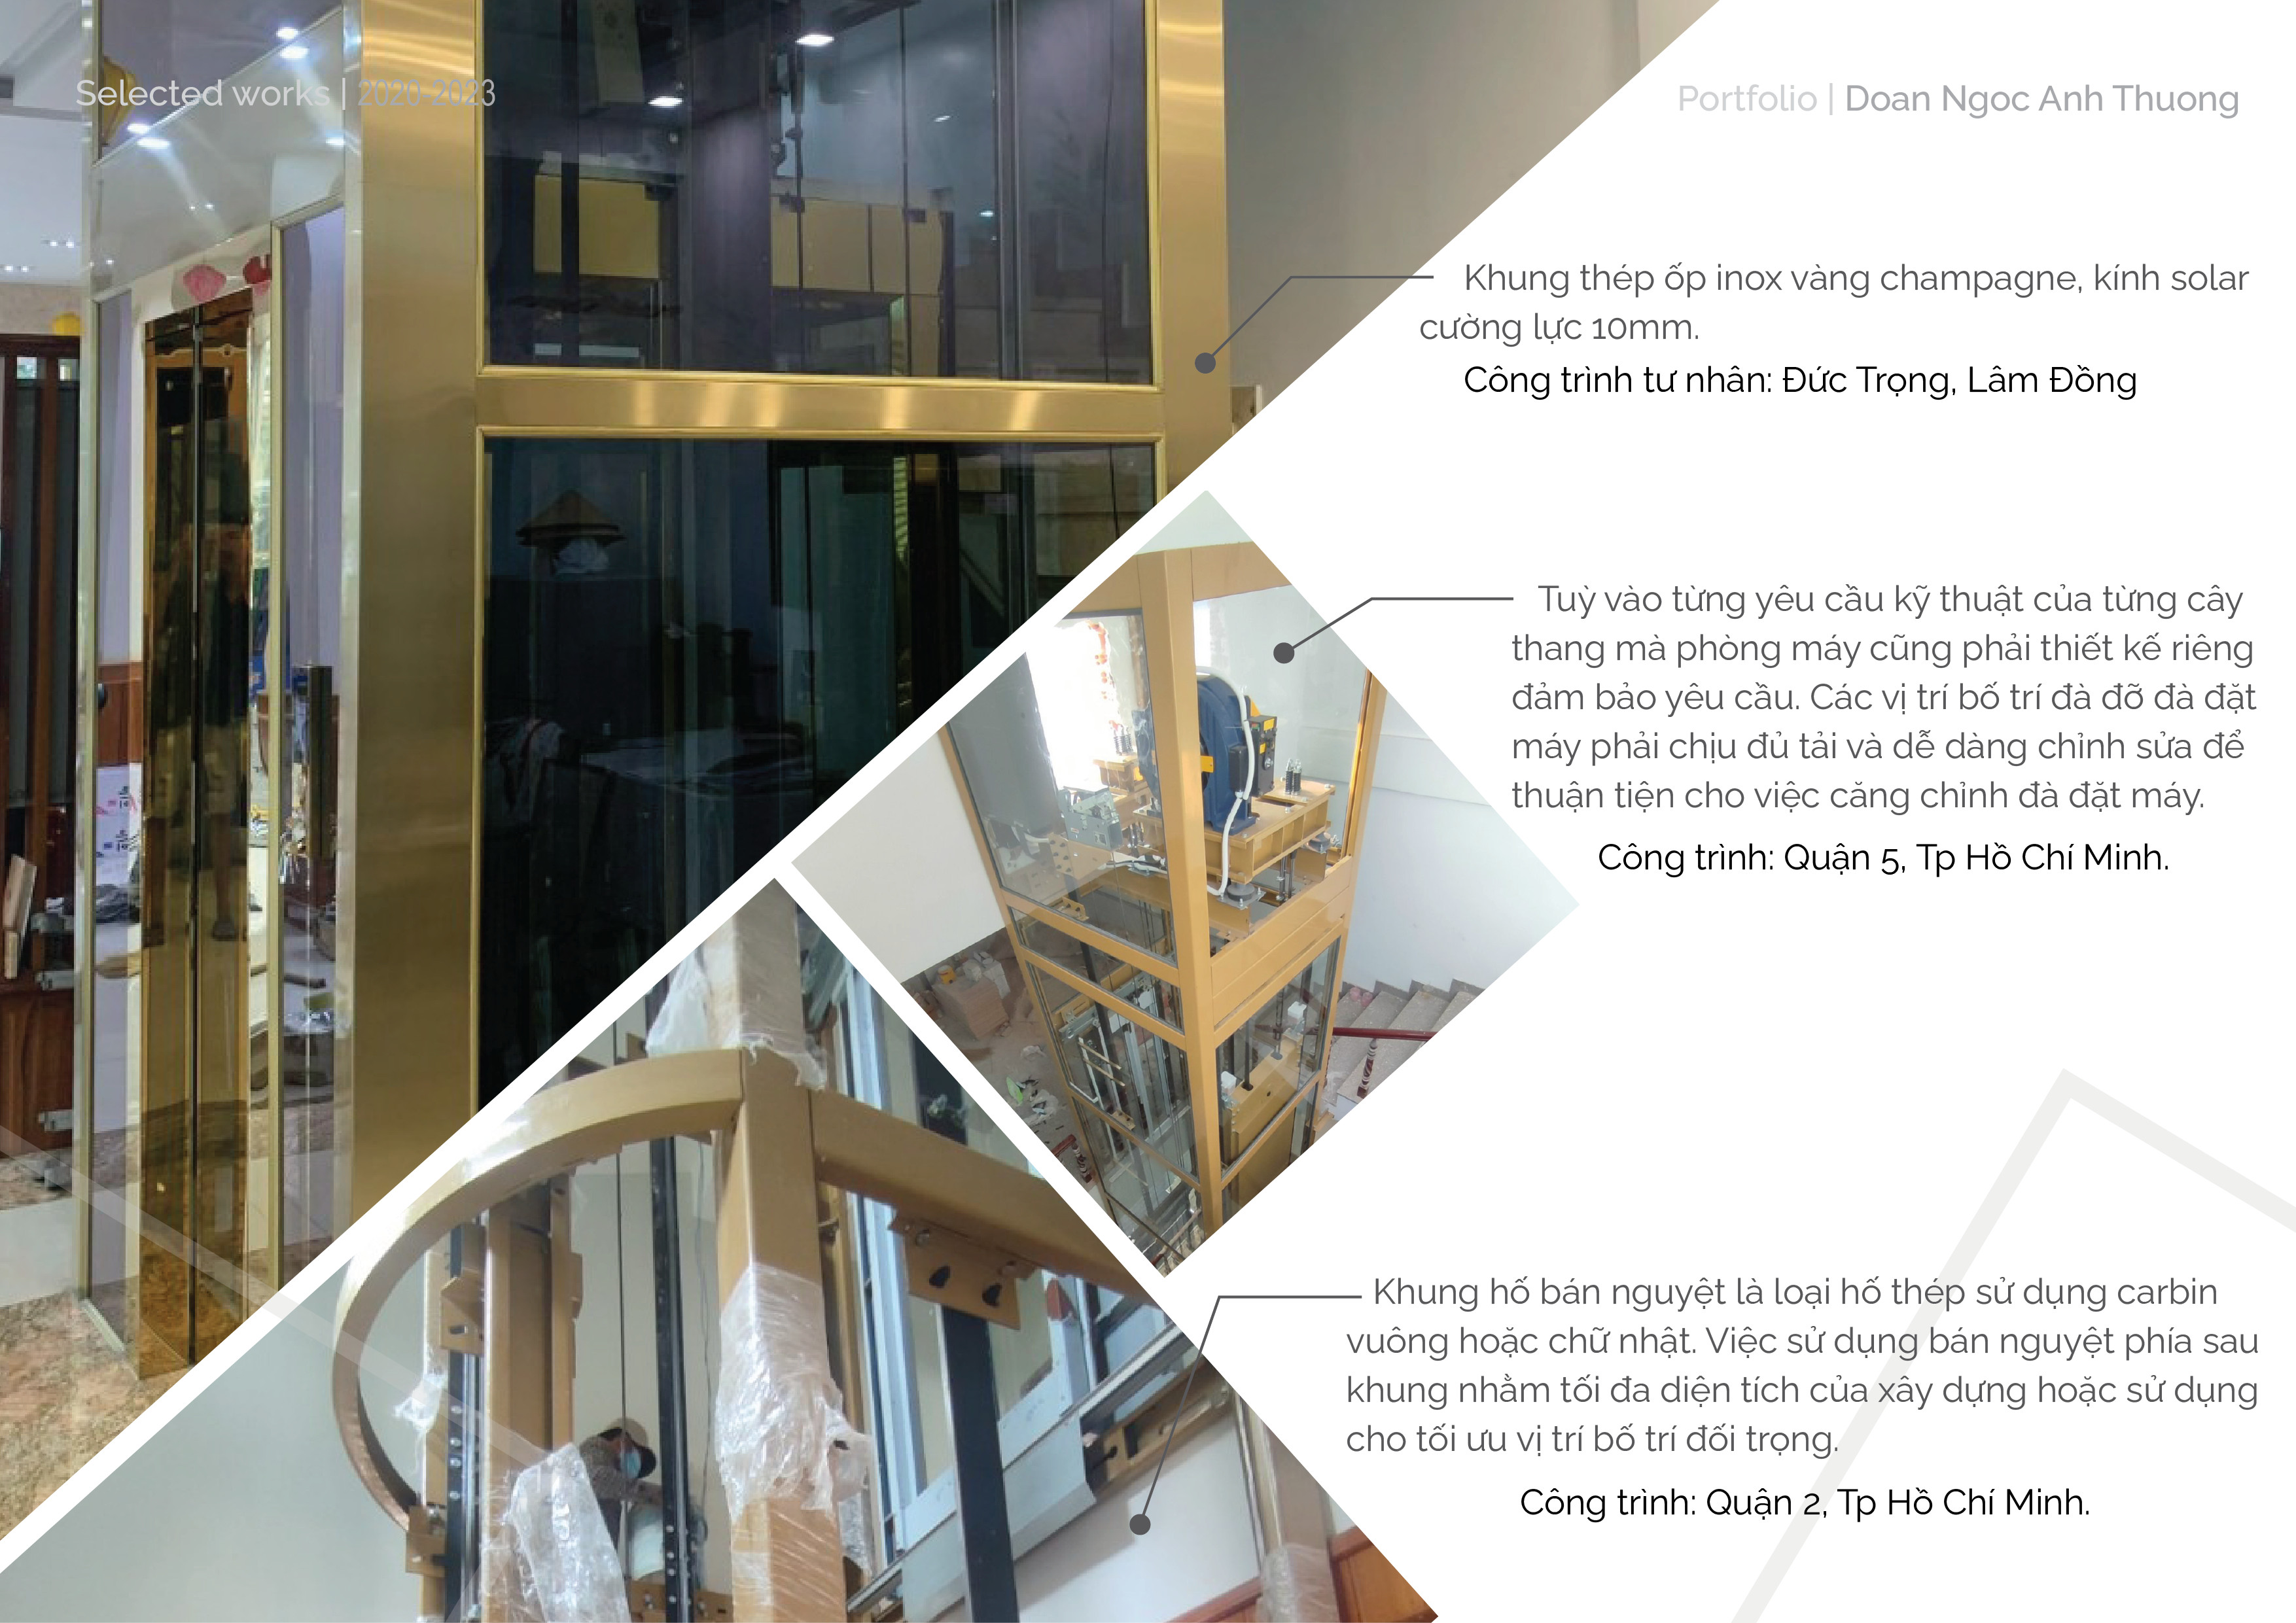 Selected works | 2020-2023
Portfolio | Doan Ngoc Anh Thuong
Khung thép ốp inox vàng champagne, kính solar
cường lực 10mm.
Công trình tư nhân: Đức Trọng, Lâm Đồng
Tuỳ vào từng yêu cầu kỹ thuật của từng cây
thang mà phòng máy cũng phải thiết kế riêng
đảm bảo yêu cầu. Các vị trí bố trí đà đỡ đà đặt
máy phải chịu đủ tải và dễ dàng chỉnh sửa để
thuận tiện cho việc căng chỉnh đà đặt máy.
Công trình: Quận 5, Tp Hồ Chí Minh.
Khung hố bán nguyệt là loại hố thép sử dụng carbin
vuông hoặc chữ nhật. Việc sử dụng bán nguyệt phía sau
khung nhằm tối đa diện tích của xây dựng hoặc sử dụng
cho tối ưu vị trí bố trí đối trọng.
Công trình: Quận 2, Tp Hồ Chí Minh.